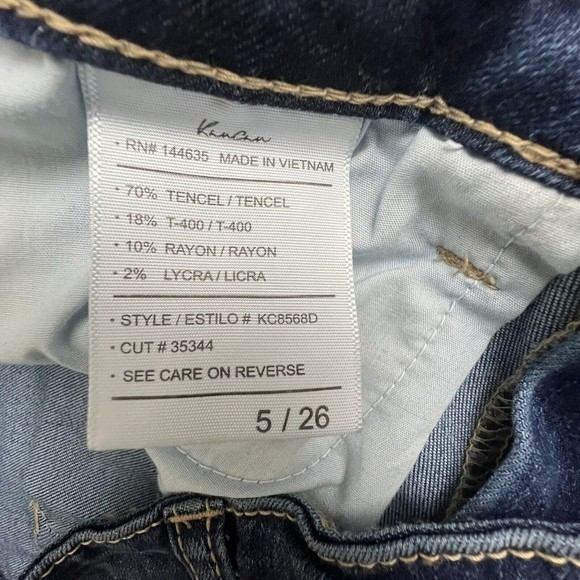 KanCan
• RN# 144635 MADE IN VIETNAM
• 70% TENCEL / TENCEL
• 18% T-400 / T-400
• 10% RAYON / RAYON
• 2% LYCRA / LICRA
• STYLE / ESTILO # KC8568D
• CUT # 35344
• SEE CARE ON REVERSE
5 / 26